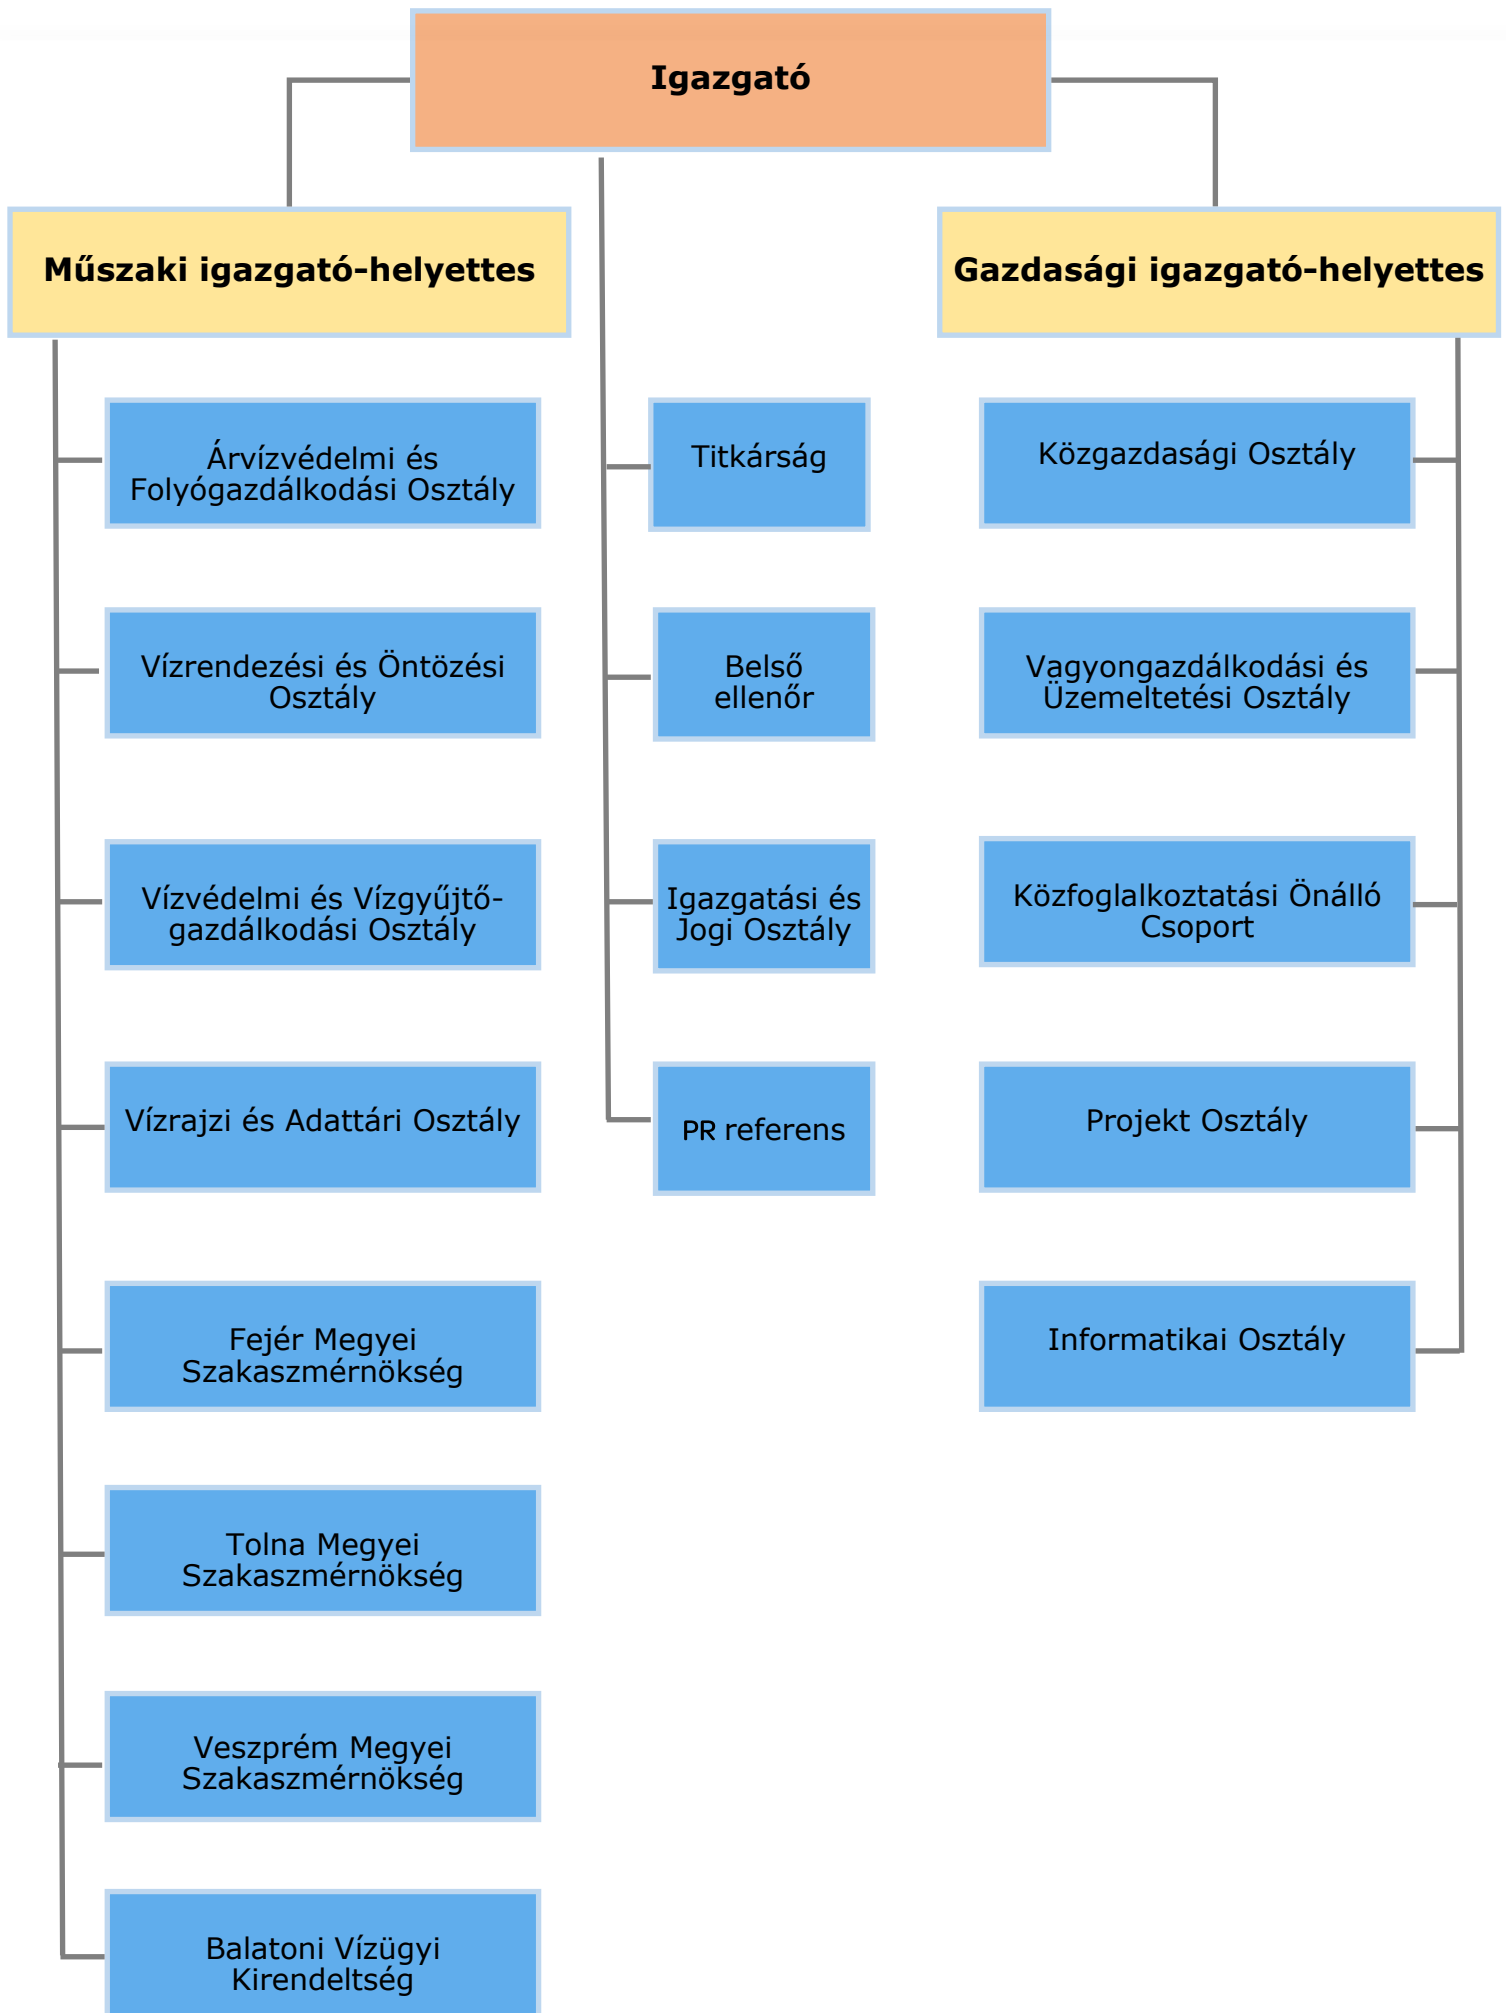 Igazgató
Műszaki igazgató-helyettes
Gazdasági igazgató-helyettes
Árvízvédelmi és
Folyógazdálkodási Osztály
Titkárság
Közgazdasági Osztály
Vízrendezési és Öntözési
Osztály
Belső
ellenőr
Vagyongazdálkodási és
Üzemeltetési Osztály
Vízvédelmi és Vízgyűjtő-
gazdálkodási Osztály
Igazgatási és
Jogi Osztály
Közfoglalkoztatási Önálló
Csoport
Vízrajzi és Adattári Osztály
PR referens
Projekt Osztály
Fejér Megyei
Szakaszmérnökség
Informatikai Osztály
Tolna Megyei
Szakaszmérnökség
Veszprém Megyei
Szakaszmérnökség
Balatoni Vízügyi
Kirendeltség